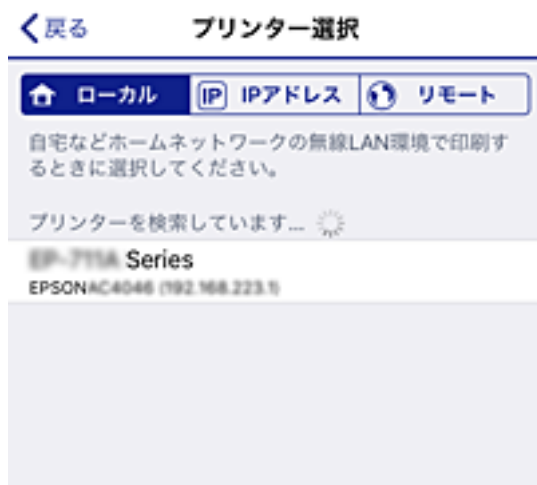 戻る
プリンター選択
ローカル
IP IPアドレス
リモート
自宅などホームネットワークの無線LAN環境で印刷す
るときに選択してください。
プリンターを検索しています...
Series
EPSON